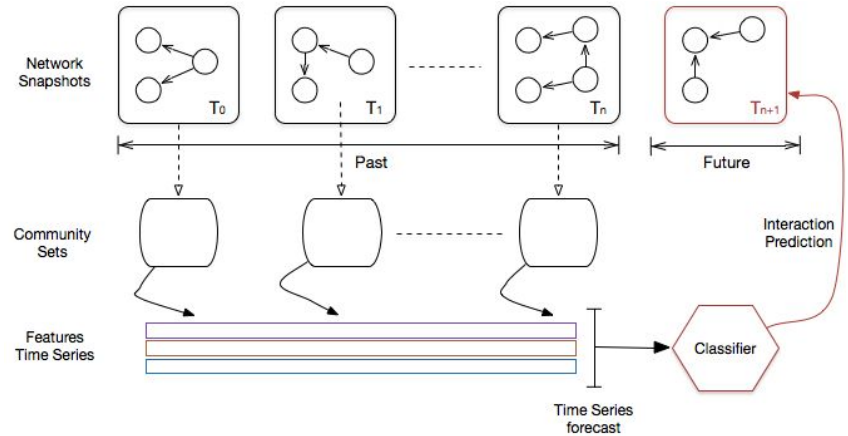 Network
Snapshots
T0
T1
Tn
Tn+1
Past
Future
Community
Sets
Interaction
Prediction
Features
Time Series
Classifier
Time Series
forecast